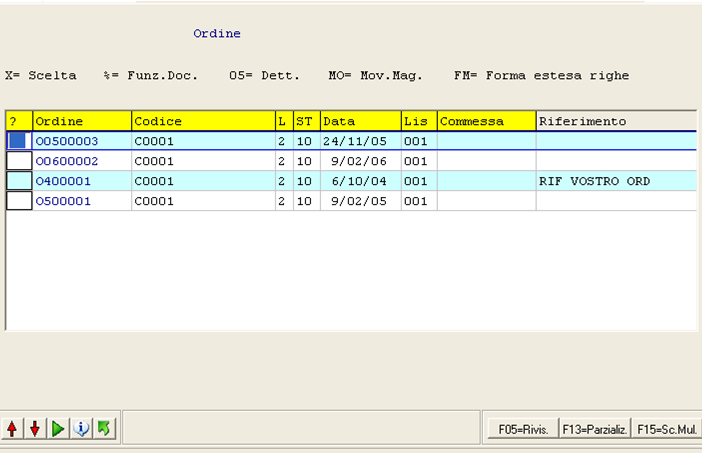 Ordine
X= Scelta %= Funz.Doc. 05= Dett. MO= Mov.Mag. FM= Forma estesa righe
? Ordine Codice L ST Data Lis Commessa Riferimento
O0500003 C0001 2 10 24/11/05 001
O0600002 C0001 2 10 9/02/06 001
O400001 C0001 2 10 6/10/04 001 RIF VOSTRO ORD
O500001 C0001 2 10 9/02/05 001
F05=Rivis. F13=Parzializ. F15=Sc.Mul.